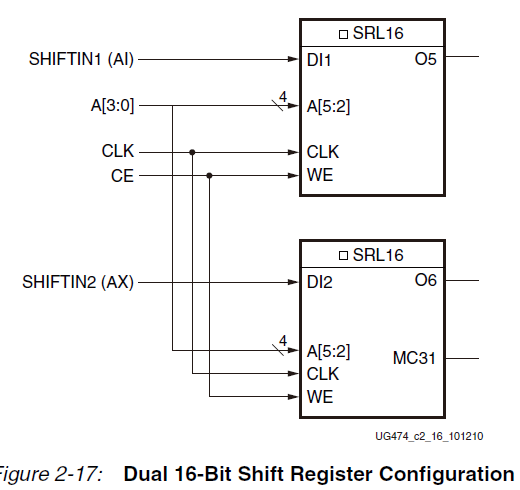 □ SRL16
SHIFTIN1 (AI)
DI1
O5
A[3:0]
4
A[5:2]
CLK
CLK
CE
WE
□ SRL16
SHIFTIN2 (AX)
DI2
O6
4
A[5:2]
MC31
CLK
WE
UG474_c2_16_101210
Figure 2-17: Dual 16-Bit Shift Register Configuration